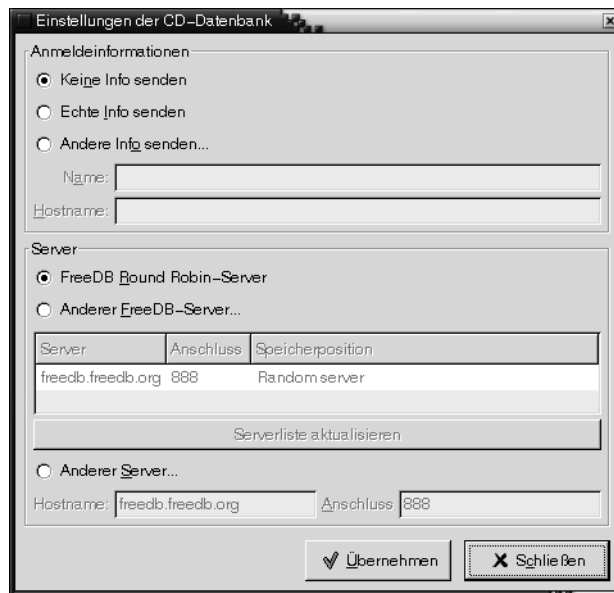 Einstellungen der CD-Datenbank
Anmeldeinformationen
Keine Info senden
Echte Info senden
Andere Info senden...
Name:
Hostname:
Server
FreeDB Round Robin-Server
Anderer FreeDB-Server...
Server Anschluss Speicherposition
freedb.freedb.org 888 Random server
Serverliste aktualisieren
Anderer Server...
Hostname: freedb.freedb.org Anschluss 888
Übernehmen Schließen